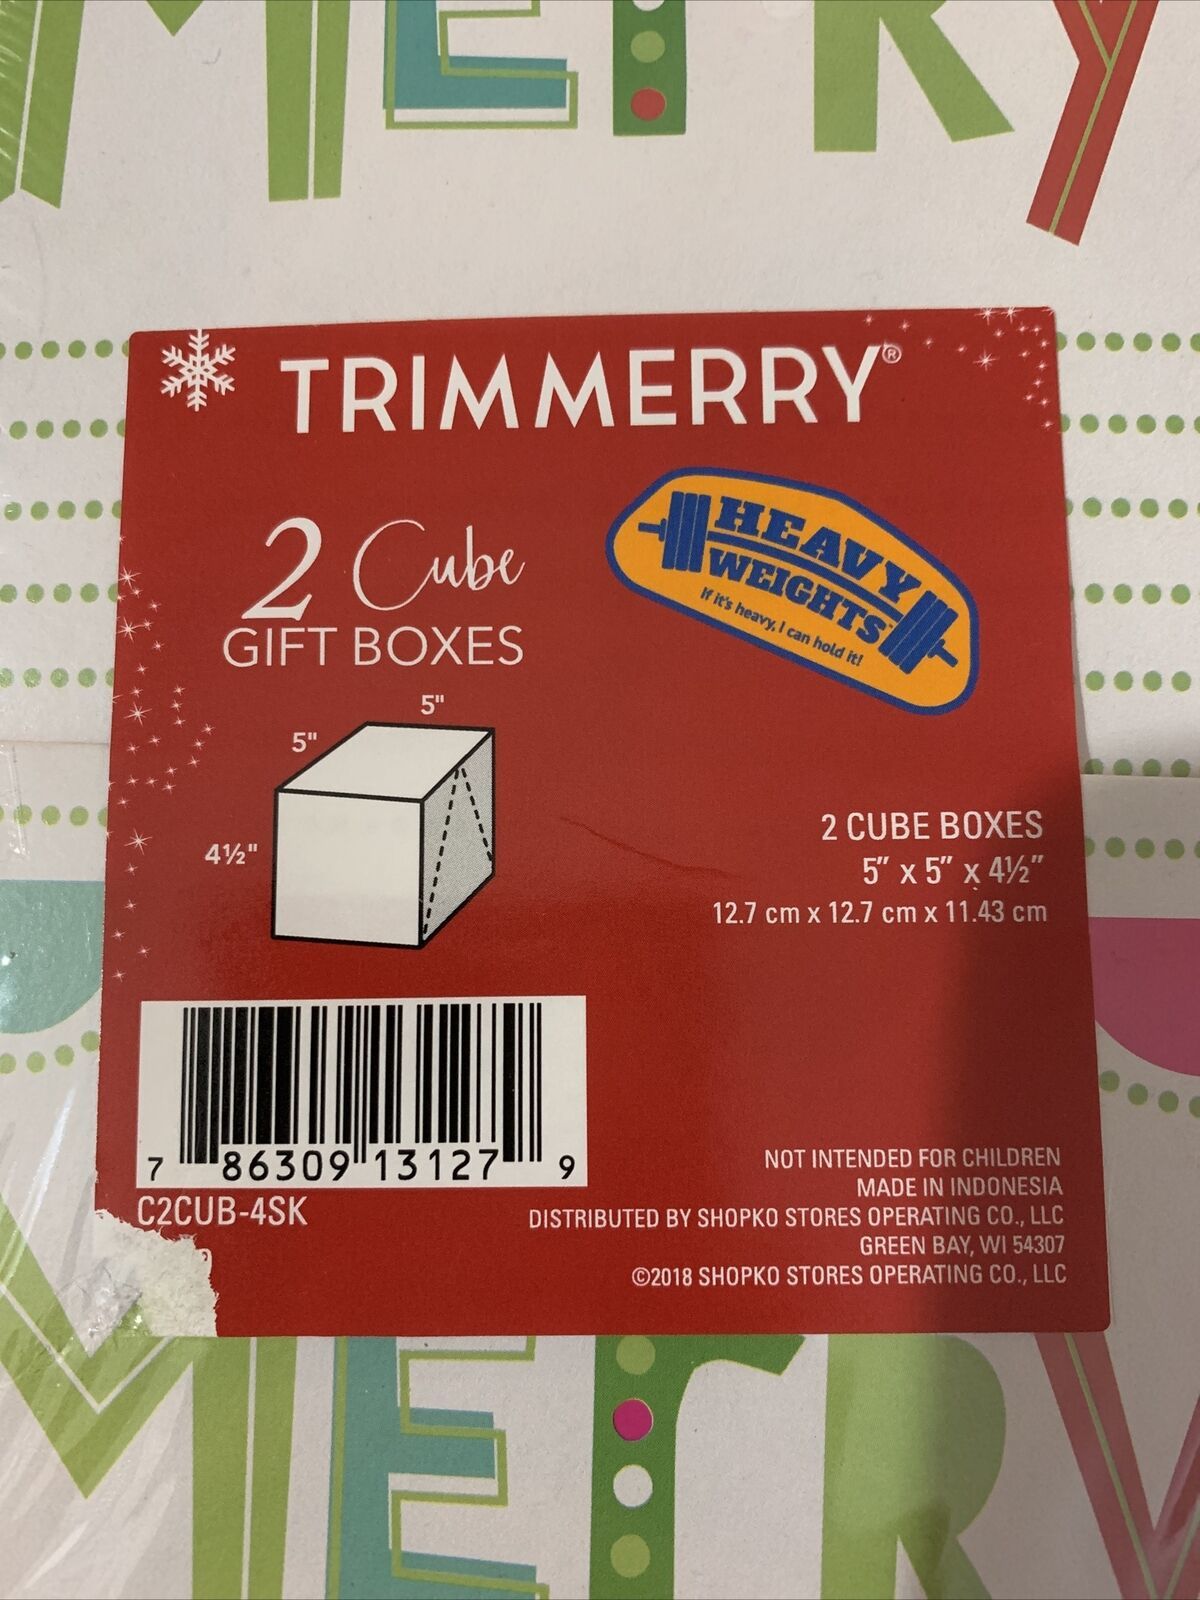 MERRY
TRIMMERRY®
2 Cube
GIFT BOXES
HEAVY
WEIGHTS™
If it's heavy, I can hold it!
5"
5"
4½"
2 CUBE BOXES
5" x 5" x 4½"
12.7 cm x 12.7 cm x 11.43 cm
7 86309 13127 9
C2CUB-4SK
NOT INTENDED FOR CHILDREN
MADE IN INDONESIA
DISTRIBUTED BY SHOPKO STORES OPERATING CO., LLC
GREEN BAY, WI 54307
©2018 SHOPKO STORES OPERATING CO., LLC
MERRY